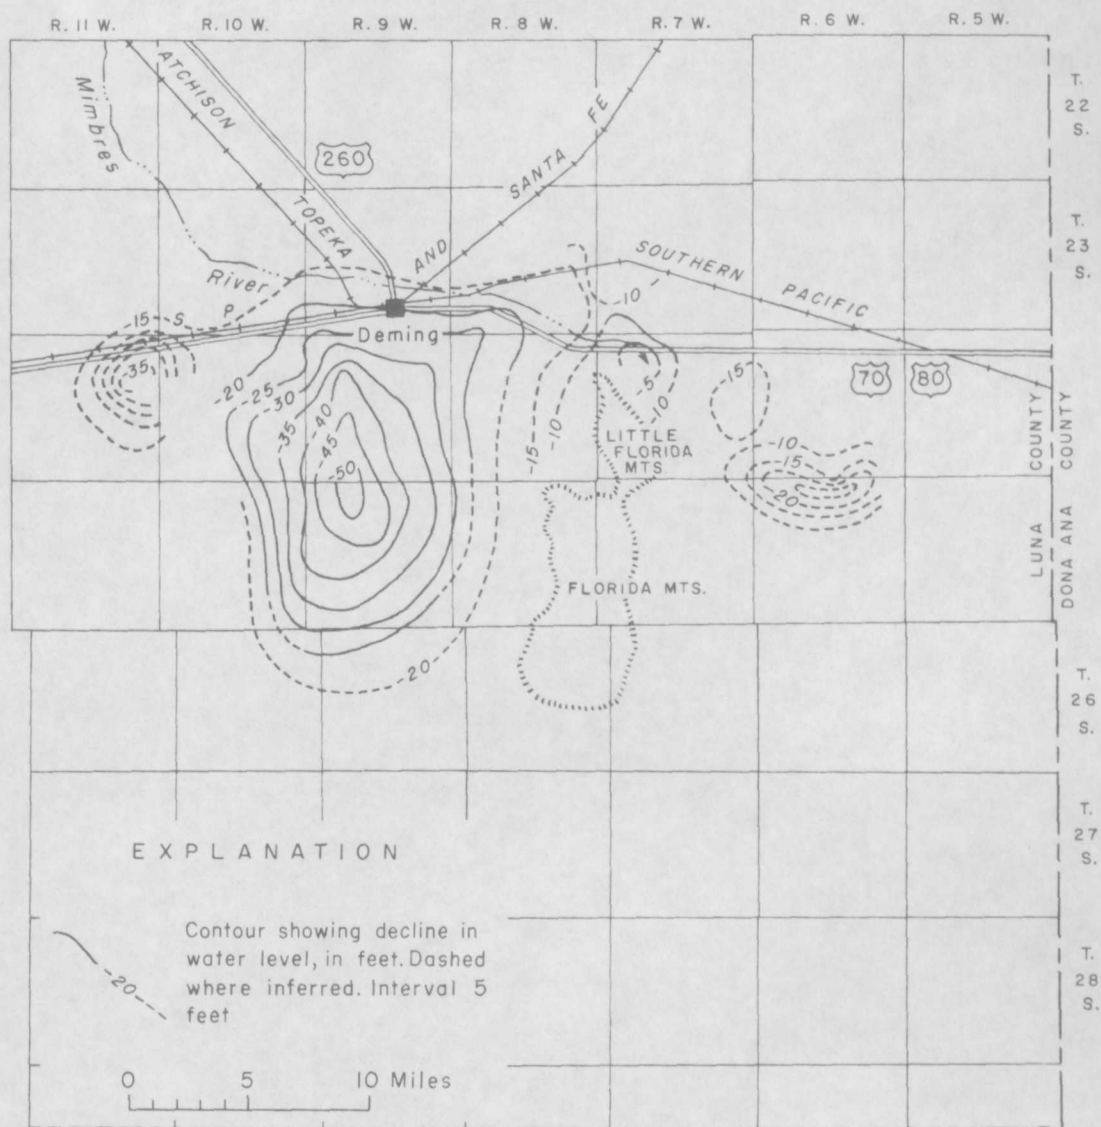 R. 11 W. R. 10 W. R. 9 W. R. 8 W. R. 7 W. R. 6 W. R. 5 W.
T.
22
S.
Mimbres
ATCHISON
260
FE
SANTA
TOPEKA
AND
T.
23
S.
River
SOUTHERN
PACIFIC
-10
-15
S
P
Deming
-35
-20
-25
-30
-35
-40
-45
-50
-15
-10
-5
-10
-15
70 80
LITTLE
FLORIDA
MTS.
-10
-15
-20
LUNA COUNTY
DONA ANA COUNTY
FLORIDA MTS.
-20
T.
26
S.
T.
27
S.
T.
28
S.
EXPLANATION
-20
Contour showing decline in
water level, in feet. Dashed
where inferred. Interval 5
feet
0 5 10 Miles